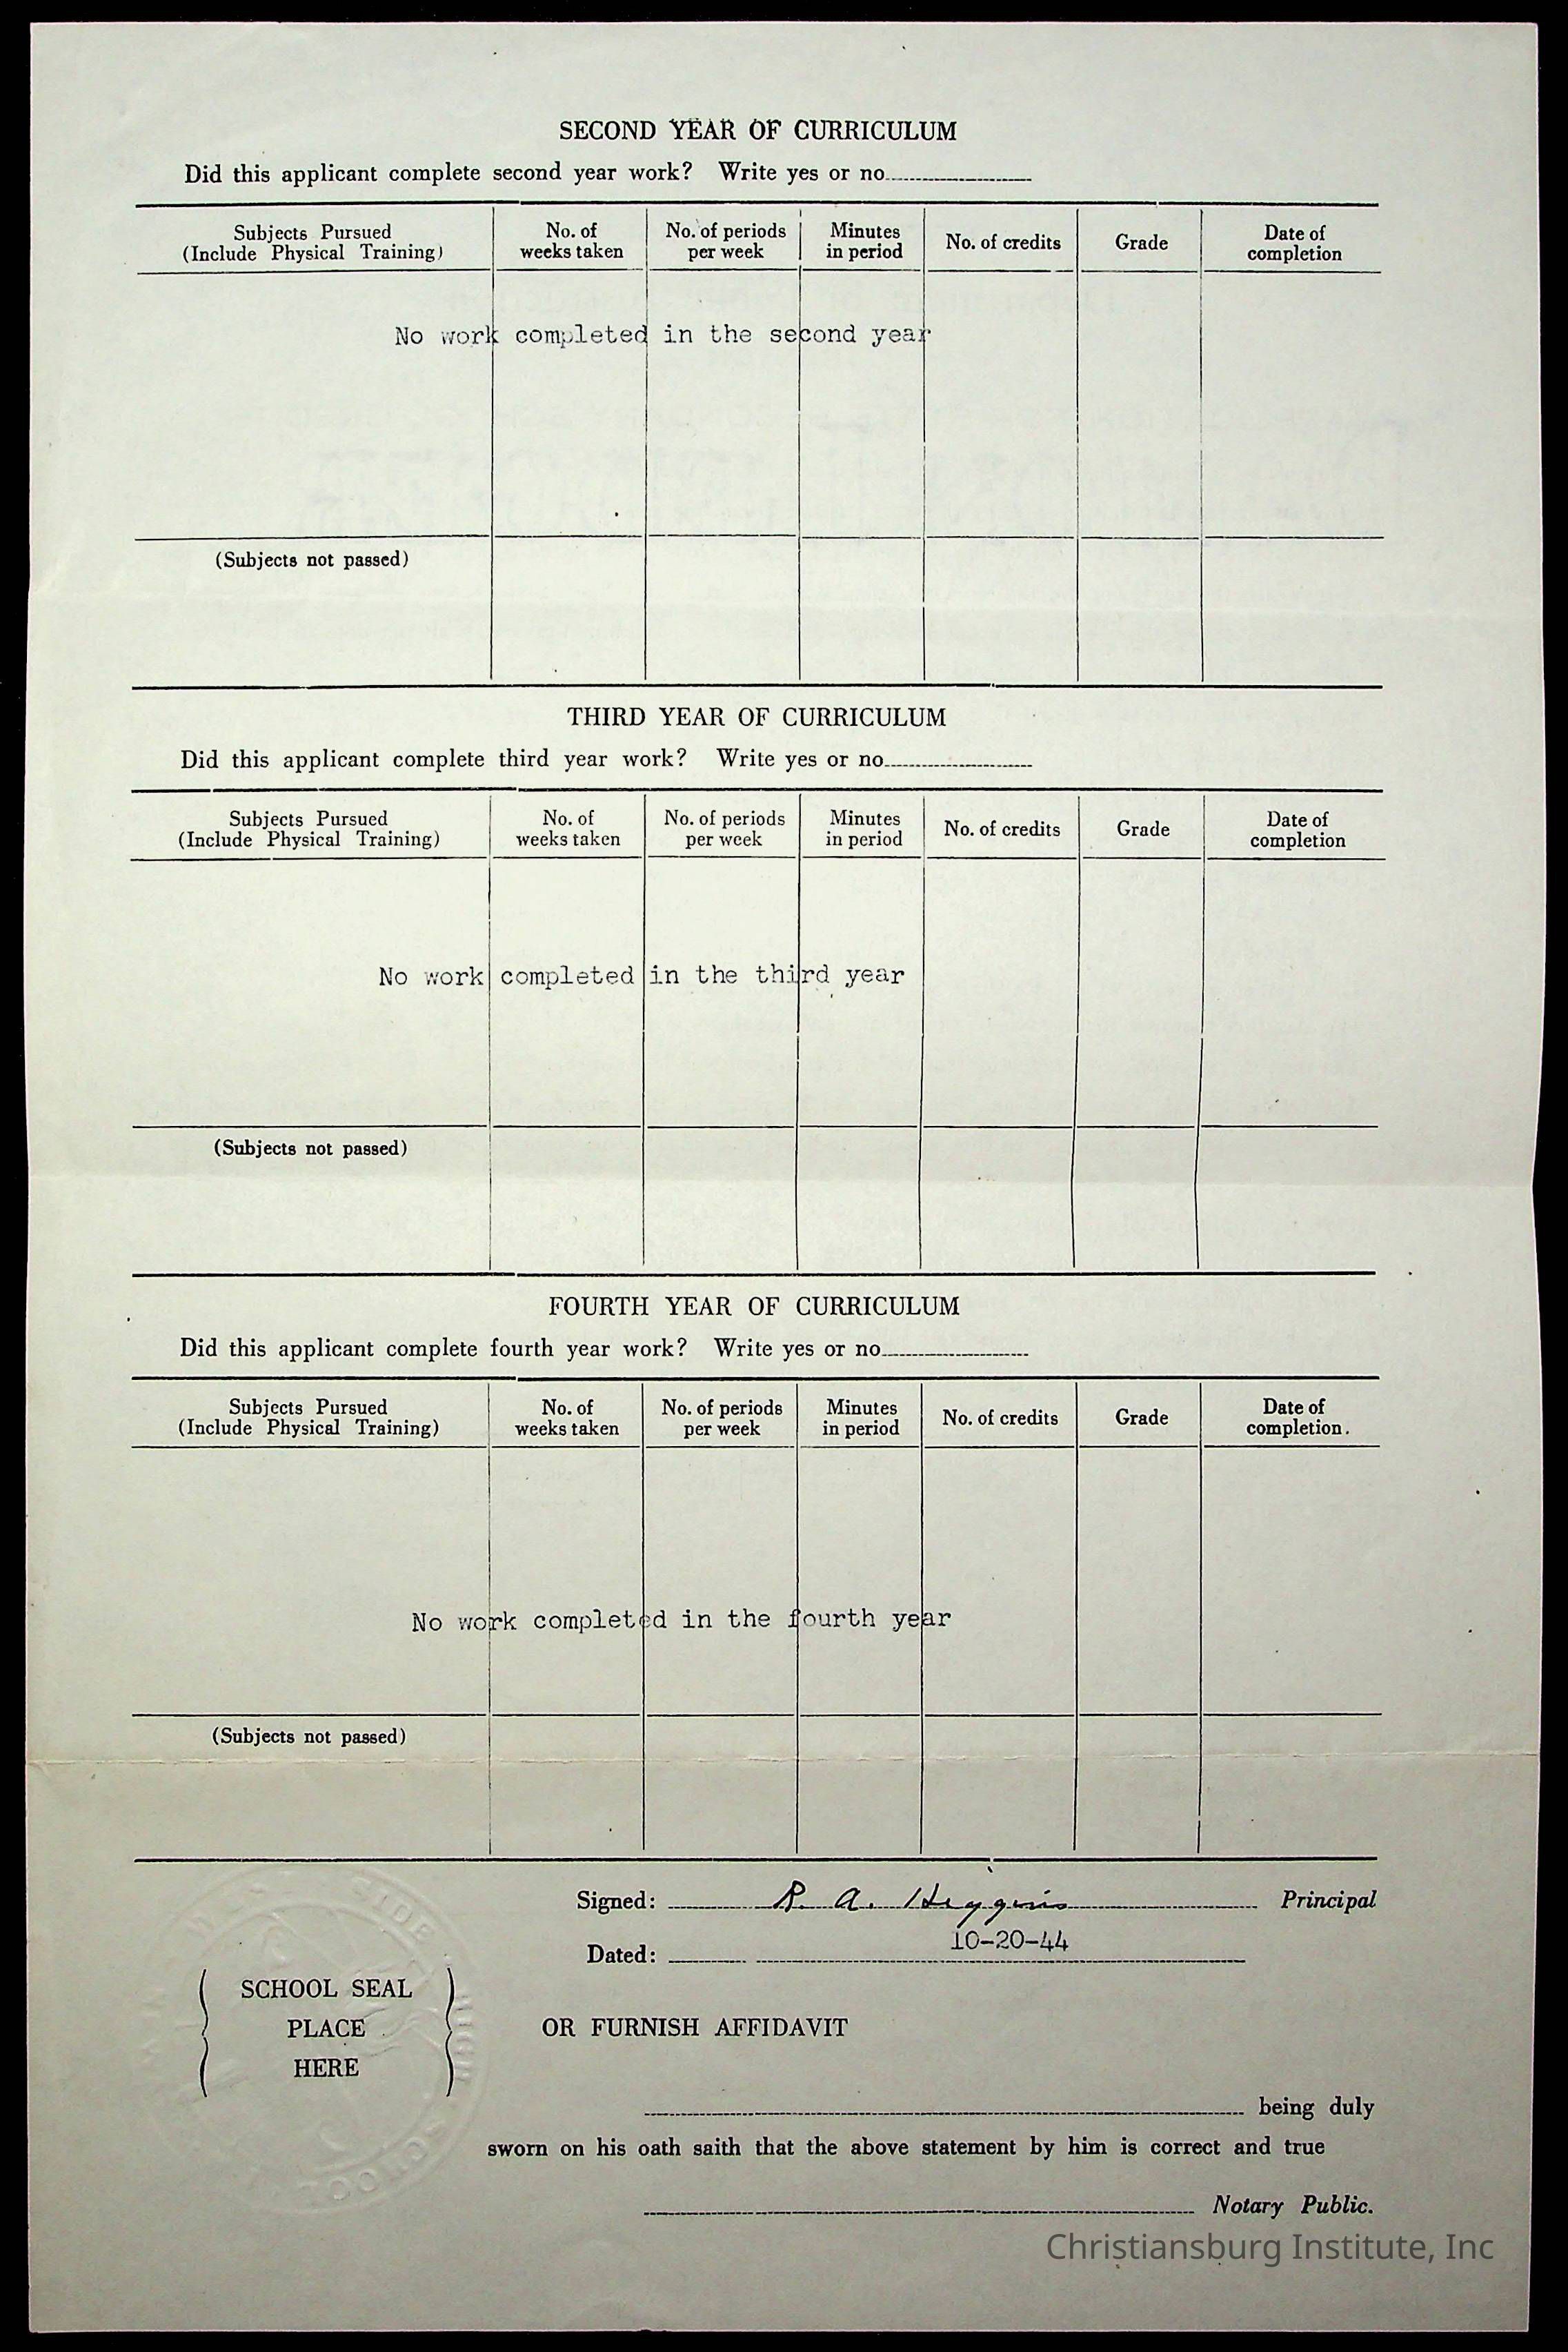 SECOND YEAR OF CURRICULUM
Did this applicant complete second year work? Write yes or no
Subjects Pursued (Include Physical Training) No. of weeks taken No. of periods per week Minutes in period No. of credits Grade Date of completion
No work completed in the second year
(Subjects not passed)
THIRD YEAR OF CURRICULUM
Did this applicant complete third year work? Write yes or no
Subjects Pursued (Include Physical Training) No. of weeks taken No. of periods per week Minutes in period No. of credits Grade Date of completion
No work completed in the third year
(Subjects not passed)
FOURTH YEAR OF CURRICULUM
Did this applicant complete fourth year work? Write yes or no
Subjects Pursued (Include Physical Training) No. of weeks taken No. of periods per week Minutes in period No. of credits Grade Date of completion.
No work completed in the fourth year
(Subjects not passed)
Signed: R. A. Heggins Principal
Dated: 10-20-44
SCHOOL SEAL
PLACE
HERE
OR FURNISH AFFIDAVIT
being duly
sworn on his oath saith that the above statement by him is correct and true
Notary Public.
SIDE HIGH SCHOOL
Christiansburg Institute, Inc